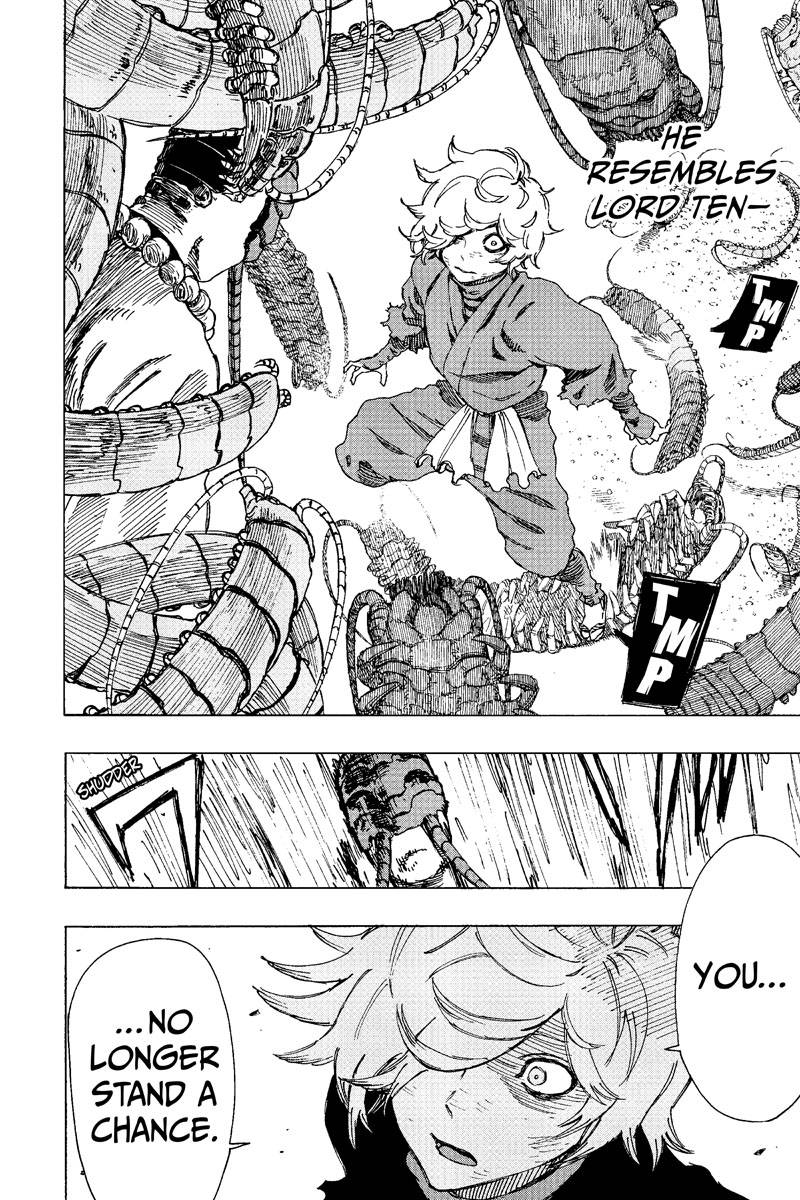 HE
RESEMBLES
LORD TEN—
TMP
TMP
SHUDDER
YOU...
...NO
LONGER
STAND A
CHANCE.